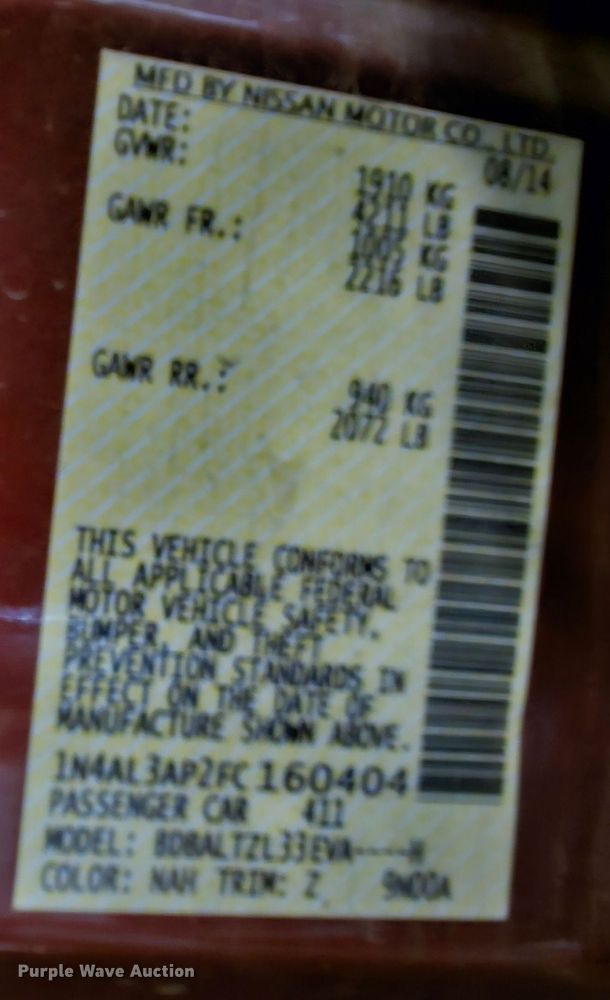 MFD BY NISSAN MOTOR CO., LTD.
DATE: 08/14
GVWR: 1910 KG
4211 LB
GAWR FR.: 1005 KG
2216 LB
GAWR RR.: 940 KG
2072 LB
THIS VEHICLE CONFORMS TO
ALL APPLICABLE FEDERAL
MOTOR VEHICLE SAFETY,
BUMPER, AND THEFT
PREVENTION STANDARDS IN
EFFECT ON THE DATE OF
MANUFACTURE SHOWN ABOVE.
1N4AL3AP2FC160404
PASSENGER CAR 411
MODEL:
COLOR: NAH TRIM: Z
Purple Wave Auction